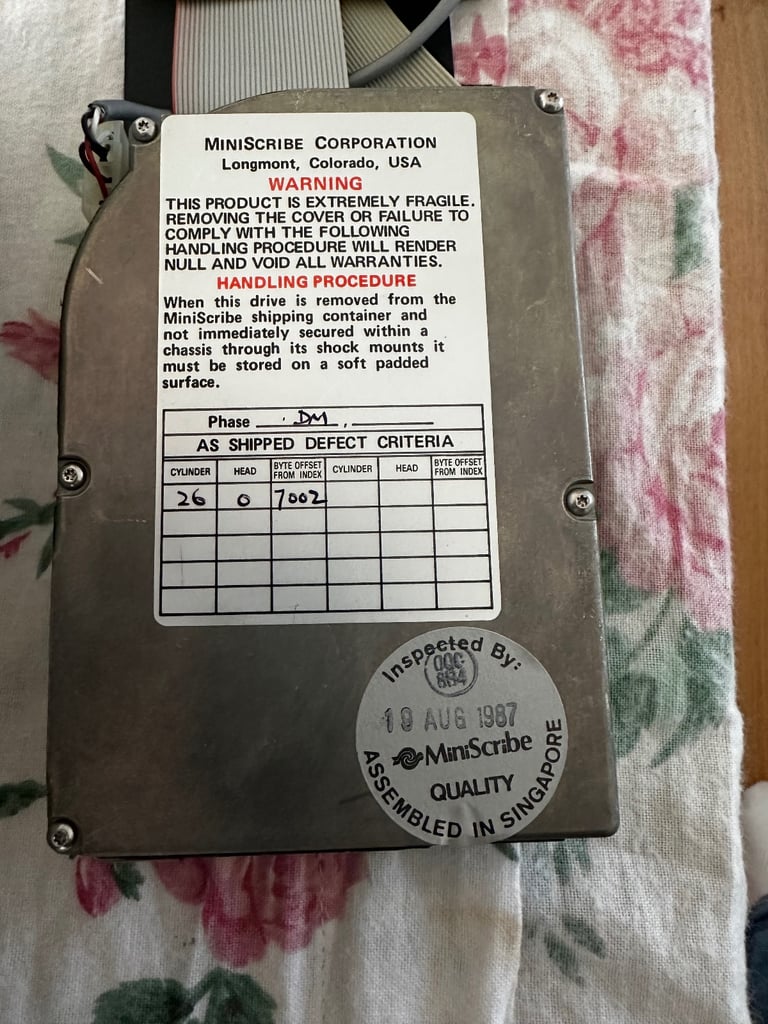 MINISCRIBE CORPORATION
Longmont, Colorado, USA
WARNING
THIS PRODUCT IS EXTREMELY FRAGILE.
REMOVING THE COVER OR FAILURE TO
COMPLY WITH THE FOLLOWING
HANDLING PROCEDURE WILL RENDER
NULL AND VOID ALL WARRANTIES.
HANDLING PROCEDURE
When this drive is removed from the
MiniScribe shipping container and
not immediately secured within a
chassis through its shock mounts it
must be stored on a soft padded
surface.
Phase DM
AS SHIPPED DEFECT CRITERIA
CYLINDER HEAD BYTE OFFSET FROM INDEX CYLINDER HEAD BYTE OFFSET FROM INDEX
26 0 7002
Inspected By:
19 AUG 1987
MiniScribe
QUALITY
ASSEMBLED IN SINGAPORE